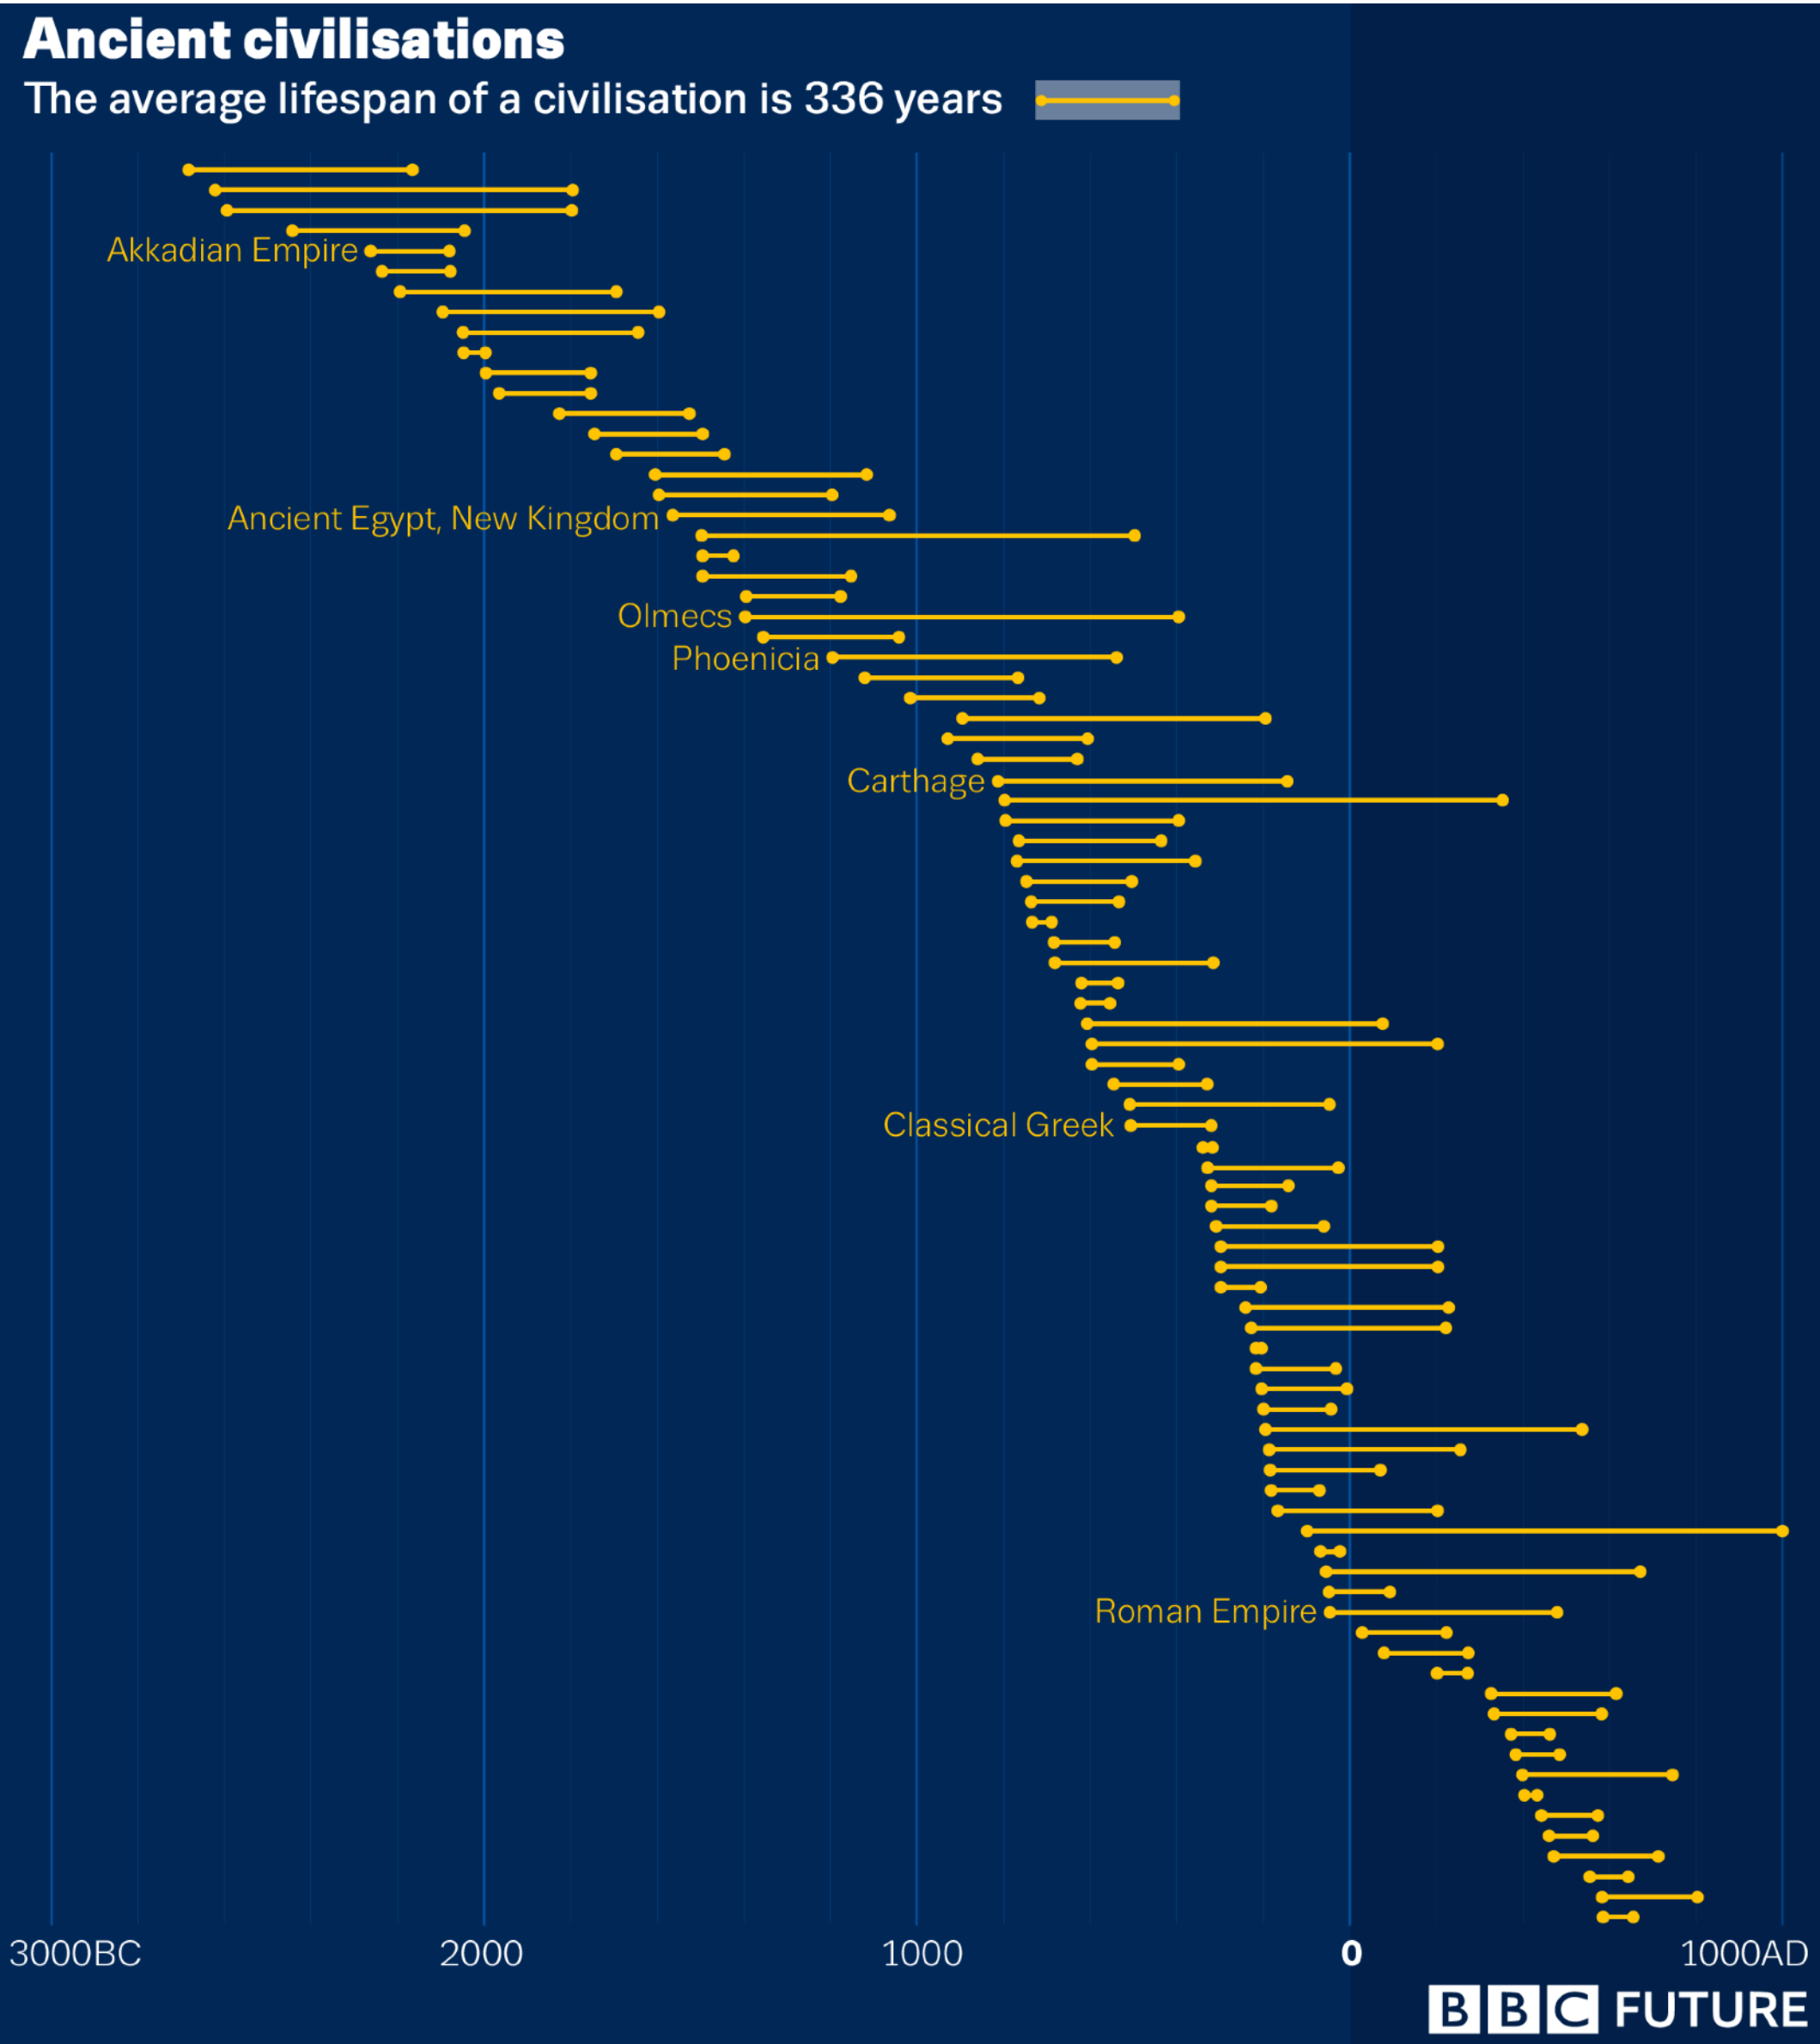 Ancient civilisations
The average lifespan of a civilisation is 336 years
Akkadian Empire
Ancient Egypt, New Kingdom
Olmecs
Phoenicia
Carthage
Classical Greek
Roman Empire
3000BC 2000 1000 0 1000AD
BBC FUTURE